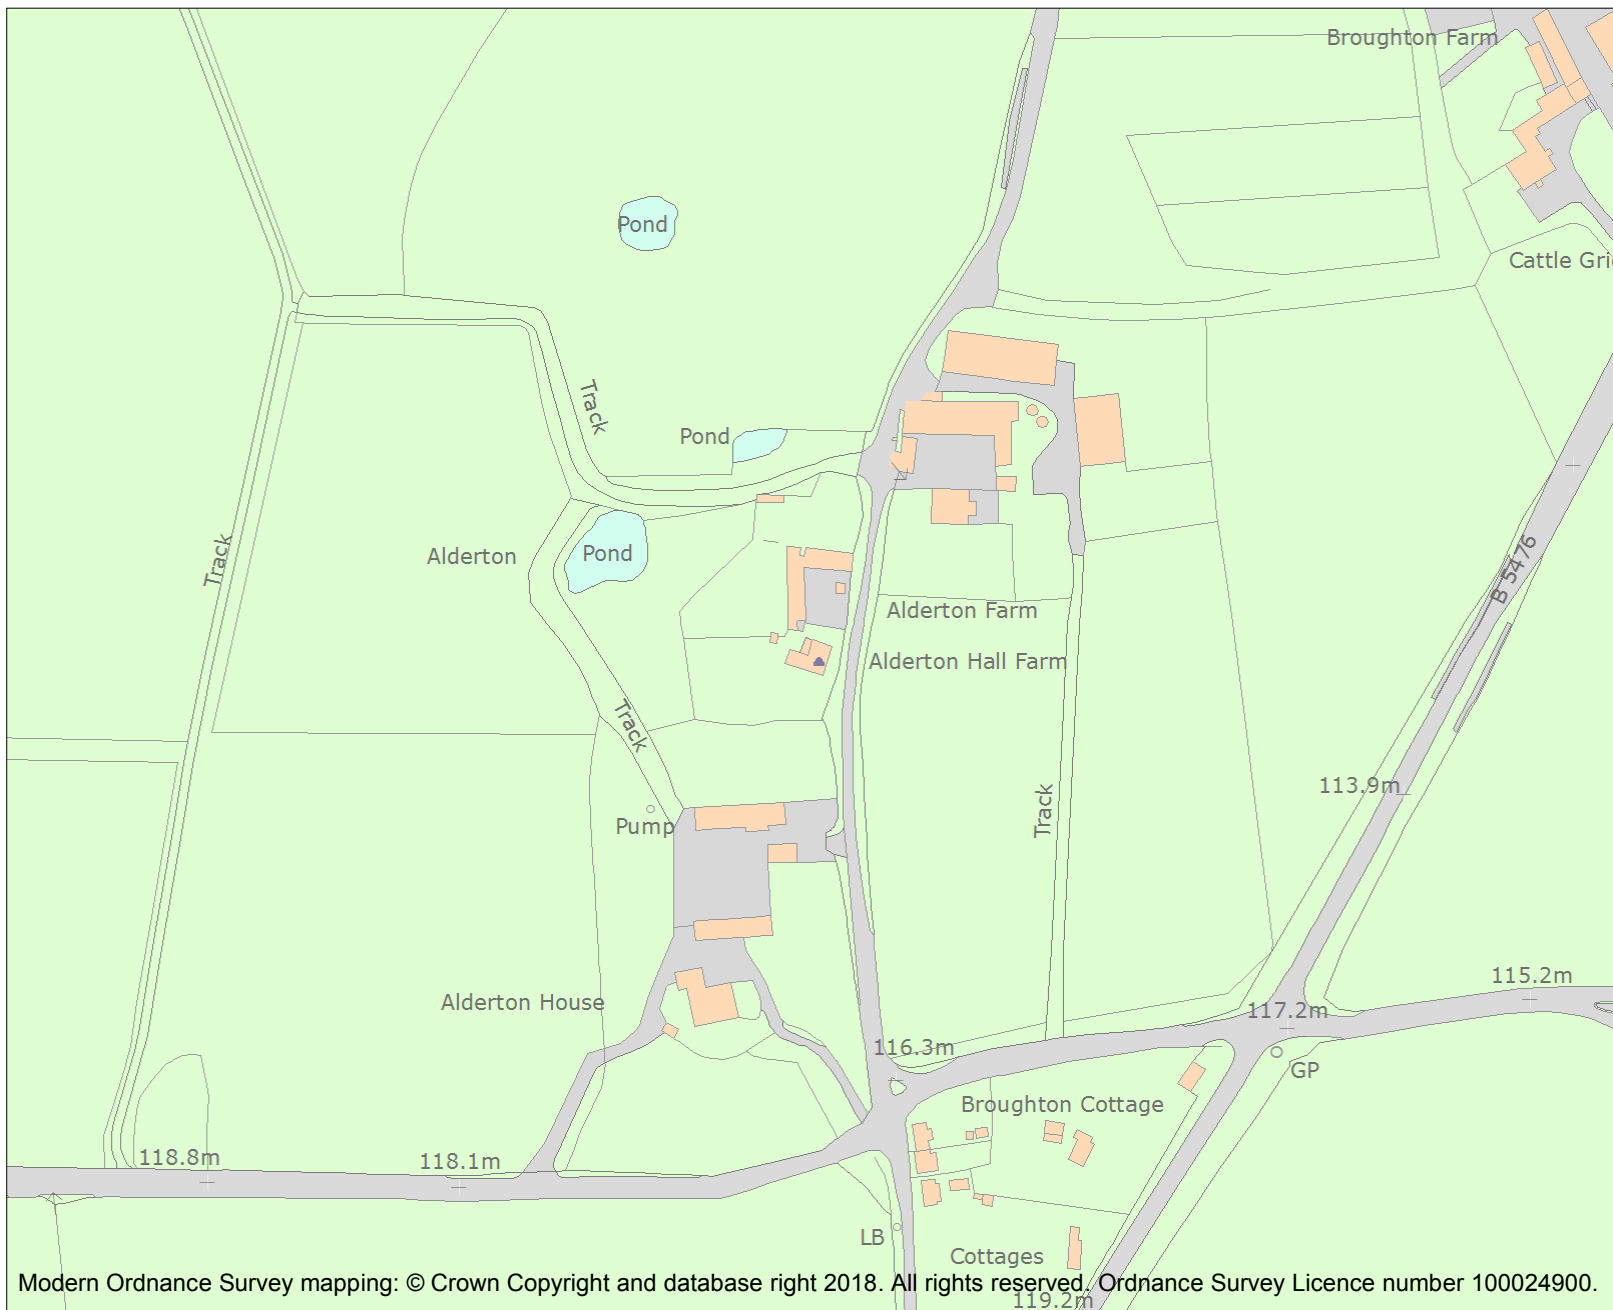 Broughton Farm
Pond
Cattle Gri
Track
Pond
Track
Alderton
Pond
B 5476
Alderton Farm
Alderton Hall Farm
Track
113.9m
Track
Pump
115.2m
Alderton House
117.2m
116.3m
GP
Broughton Cottage
118.8m
118.1m
LB
Cottages
Modern Ordnance Survey mapping: © Crown Copyright and database right 2018. All rights reserved. Ordnance Survey Licence number 100024900.
119.2m